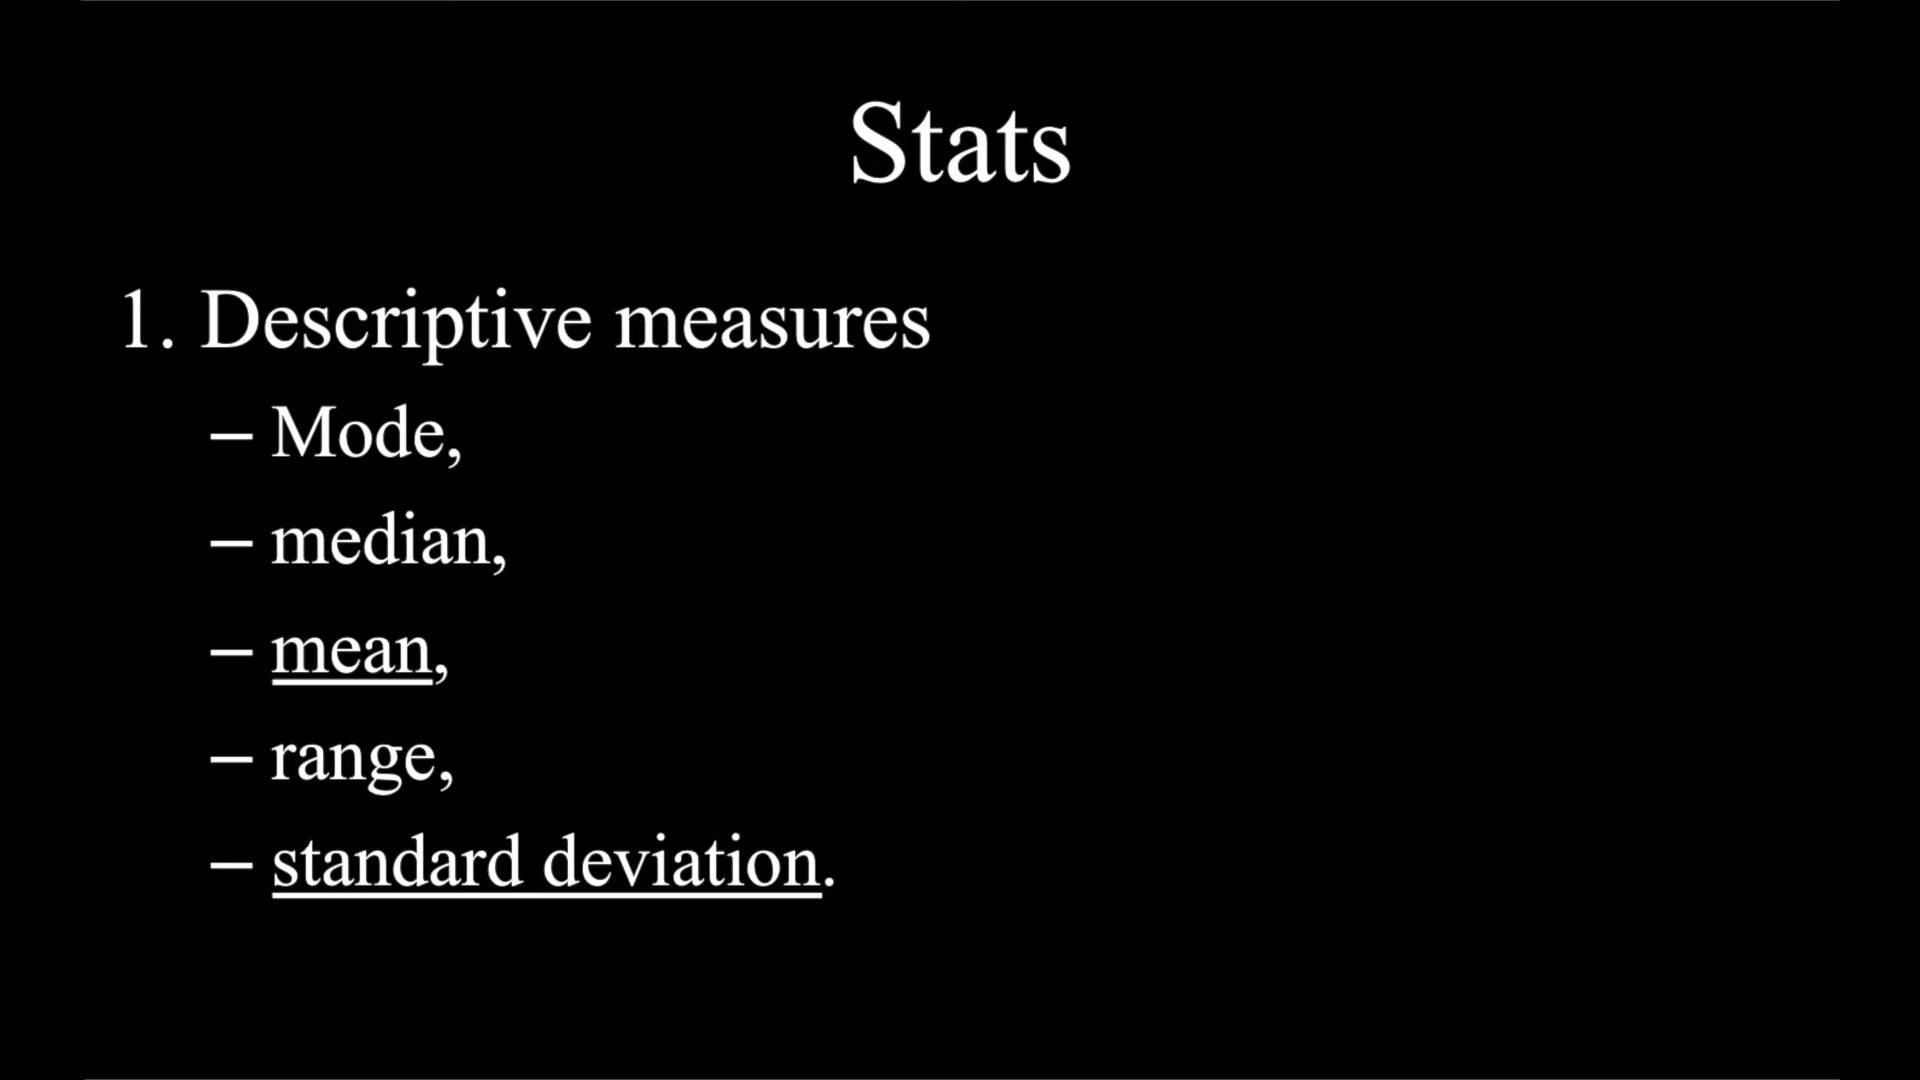 Stats
1. Descriptive measures
– Mode,
– median,
– mean,
– range,
– standard deviation.